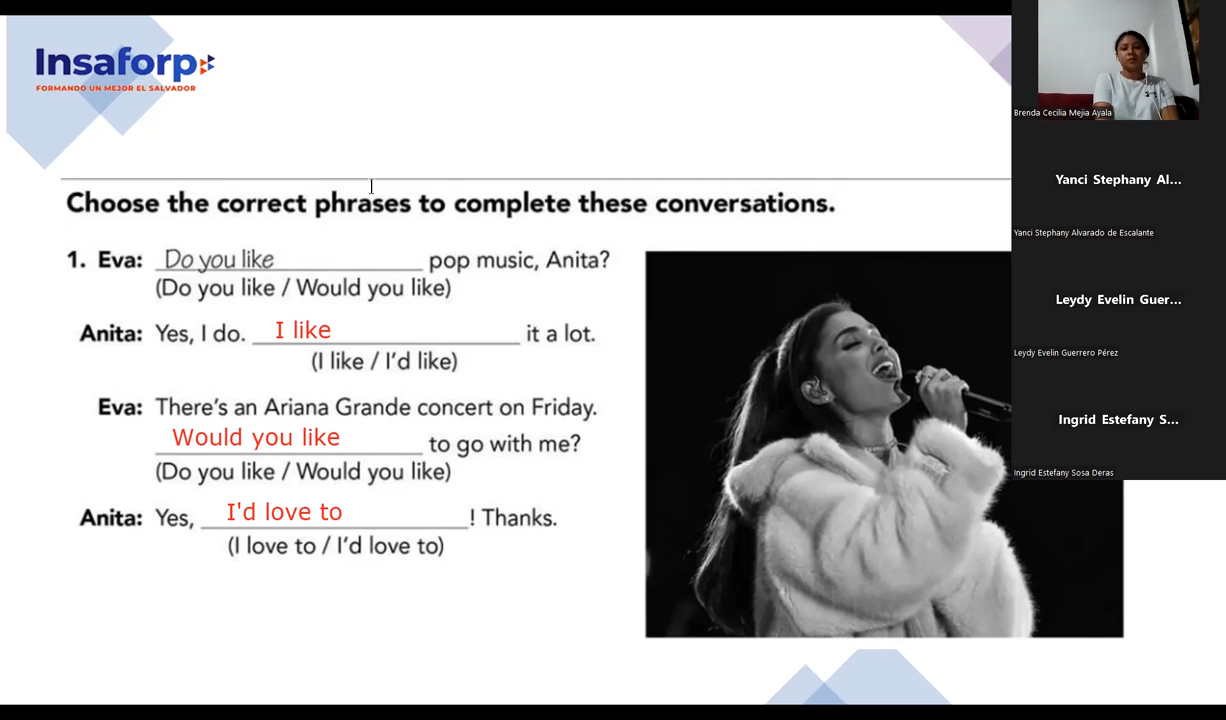 Insaforp
FORMANDO UN MEJOR EL SALVADOR
Choose the correct phrases to complete these conversations.
1. Eva: Do you like pop music, Anita?
(Do you like / Would you like)
Anita: Yes, I do. I like it a lot.
(I like / I'd like)
Eva: There's an Ariana Grande concert on Friday.
Would you like to go with me?
(Do you like / Would you like)
Anita: Yes, I'd love to! Thanks.
(I love to / I'd love to)
Brenda Cecilia Mejia Ayala
Yanci Stephany Al...
Yanci Stephany Alvarado de Escalante
Leydy Evelin Guer...
Leydy Evelin Guerrero Pérez
Ingrid Estefany S...
Ingrid Estefany Sosa Deras